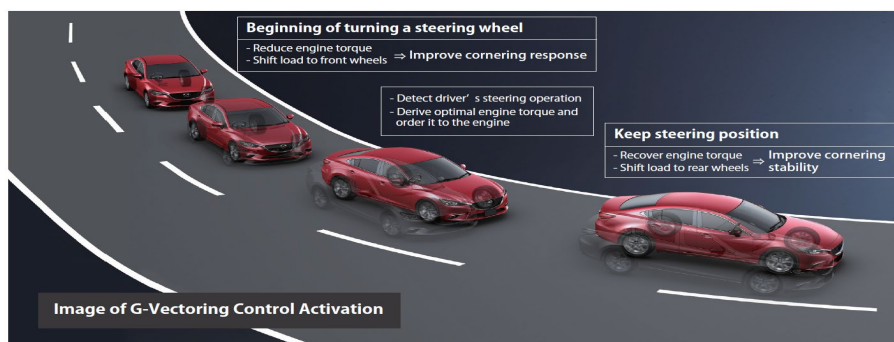 Beginning of turning a steering wheel
- Reduce engine torque
- Shift load to front wheels ⇒ Improve cornering response
- Detect driver’ s steering operation
- Derive optimal engine torque and
order it to the engine
Keep steering position
- Recover engine torque
- Shift load to rear wheels ⇒ Improve cornering
stability
Image of G-Vectoring Control Activation